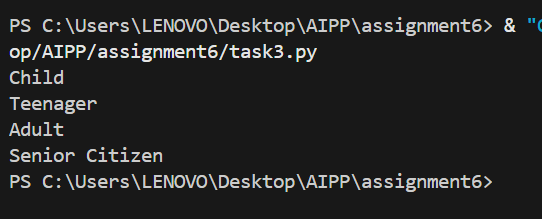 PS C:\Users\LENOVO\Desktop\AIPP\assignment6> & "
op/AIPP/assignment6/task3.py
Child
Teenager
Adult
Senior Citizen
PS C:\Users\LENOVO\Desktop\AIPP\assignment6>